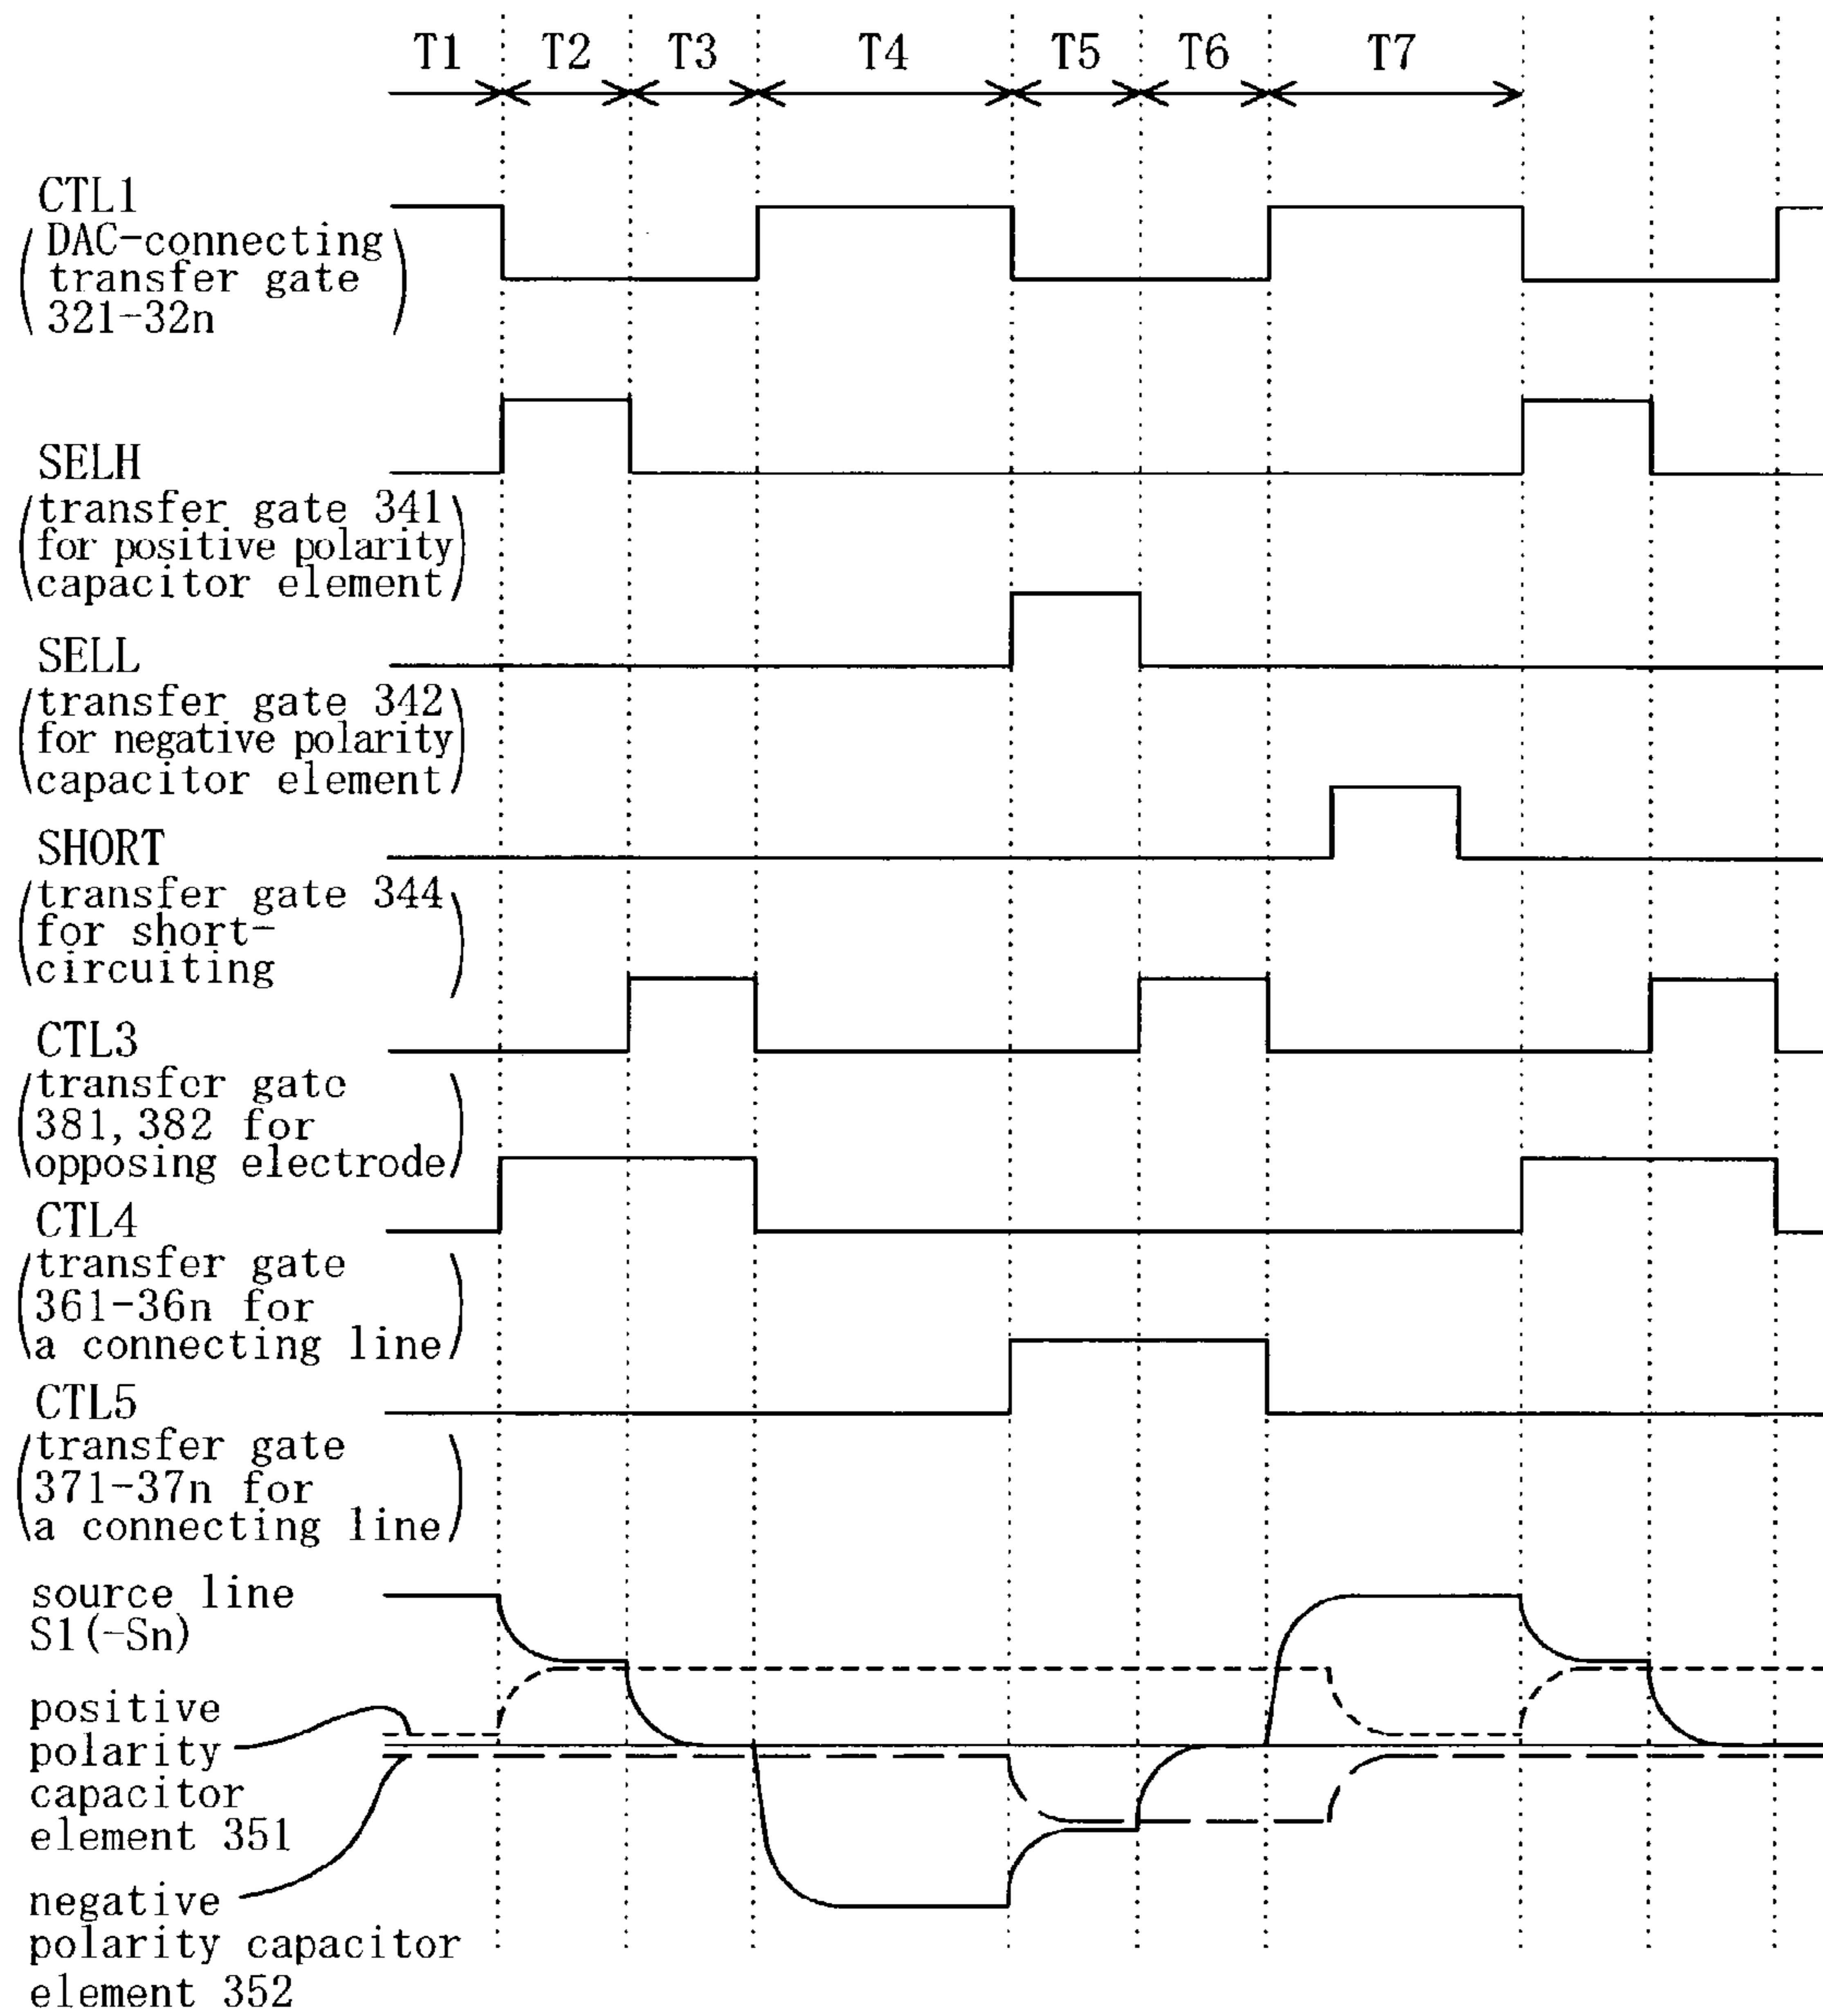 T1 T2 T3 T4 T5 T6 T7
CTL1
DAC-connecting
transfer gate
321-32n
SELH
transfer gate 341
for positive polarity
capacitor element
SELL
transfer gate 342
for negative polarity
capacitor element
SHORT
transfer gate 344
for short-
circuiting
CTL3
transfer gate
381, 382 for
opposing electrode
CTL4
transfer gate
361-36n for
a connecting line
CTL5
transfer gate
371-37n for
a connecting line
source line
S1(-Sn)
positive
polarity
capacitor
element 351
negative
polarity capacitor
element 352